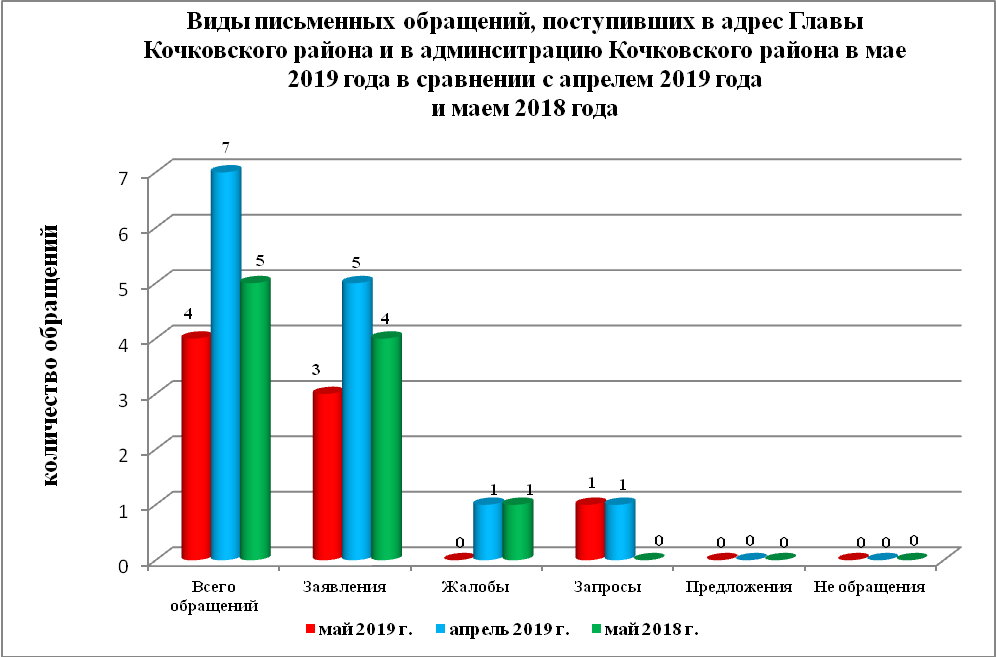 Виды письменных обращений, поступивших в адрес Главы
Кочковского района и в админситрацию Кочковского района в мае
2019 года в сравнении с апрелем 2019 года
и маем 2018 года
количество обращений
7
6
5
4
3
2
1
0
4
7
5
3
5
4
0
1
1
1
1
0
0
0
0
0
0
0
Всего обращений
Заявления
Жалобы
Запросы
Предложения
Не обращения
май 2019 г.
апрель 2019 г.
май 2018 г.